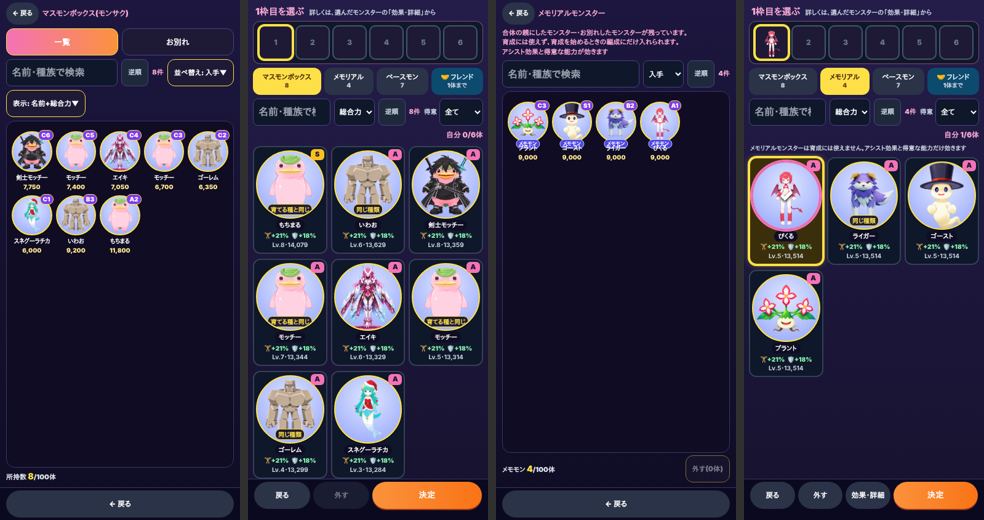 ← 戻る マスモンボックス(モンサク)
一覧 お別れ
名前・種族で検索 逆順 8件 並べ替え: 入手▼
表示: 名前+総合力▼
C6 C5 C4 C3 C2
剣士モッチー モッチー エイキ モッチー ゴーレム
7,750 7,400 7,050 6,700 6,350
C1 B3 A2
スネグーラチカ いわお もちまる
6,000 9,200 11,800
所持数 8/100体
← 戻る
1枠目を選ぶ 詳しくは、選んだモンスターの「効果・詳細」から
1 2 3 4 5 6
マスモンボックス メモリアル ベースモン フレンド
8 4 7 1体まで
名前・種族で検 総合力 逆順 8件 得意 全て
自分 0/6体
S A A
育てる種と同じ 同じ種類
もちまる いわお 剣士モッチー
+21% +18% +21% +18% +21% +18%
Lv.8・14,079 Lv.6・13,629 Lv.8・13,359
A A A
育てる種と同じ 育てる種と同じ
モッチー エイキ モッチー
+21% +18% +21% +18% +21% +18%
Lv.7・13,344 Lv.6・13,329 Lv.5・13,314
A A
同じ種類
ゴーレム スネグーラチカ
+21% +18% +21% +18%
Lv.4・13,299 Lv.3・13,284
戻る 外す 決定
← 戻る メモリアルモンスター
合体の親にしたモンスター・お別れしたモンスターが残っています。
育成には使えず、育成を始めるときの編成にだけ入れられます。
アシスト効果と得意な能力が効きます
名前・種族で検索 入手 逆順 4件
C3 S1 B2 A1
メモモン メモモン メモモン メモモン
9,000 9,000 9,000 9,000
メモモン 4/100体 外す(0体)
← 戻る
1枠目を選ぶ 詳しくは、選んだモンスターの「効果・詳細」から
2 3 4 5 6
マスモンボックス メモリアル ベースモン フレンド
8 4 7 1体まで
名前・種族で検 総合力 逆順 4件 得意 全て
自分 1/6体
メモリアルモンスターは育成には使えません。アシスト効果と得意な能力だけ効きます
A A A
同じ種類
ぴくる ライガー ゴースト
+21% +18% +21% +18% +21% +18%
Lv.5・13,514 Lv.5・13,514 Lv.5・13,514
A
プラント
+21% +18%
Lv.5・13,514
戻る 外す 効果・詳細 決定